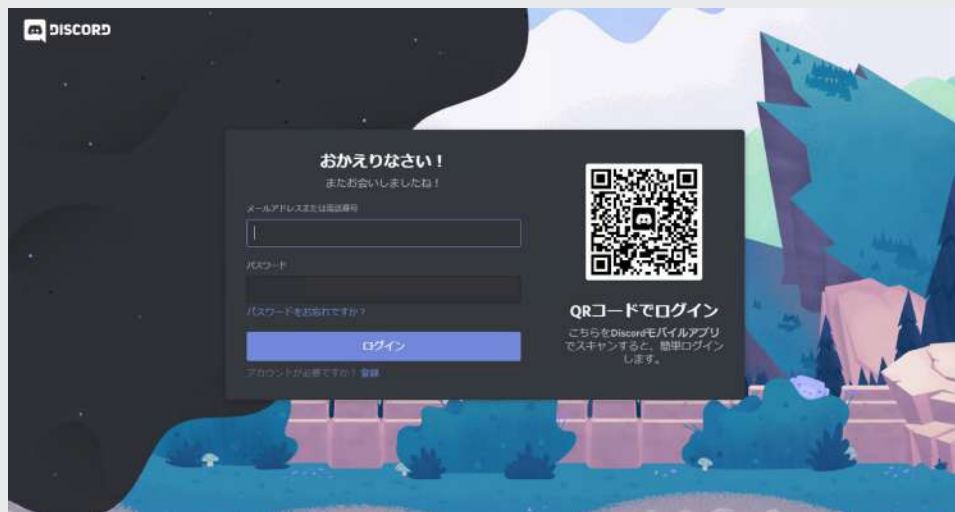 DISCORD
おかえりなさい！
またお会いしましたね！
メールアドレスまたは電話番号
パスワード
パスワードをお忘れですか？
ログイン
アカウントが必要ですか？ 登録
QRコードでログイン
こちらをDiscordモバイルアプリ
でスキャンすると、簡単ログイン
します。